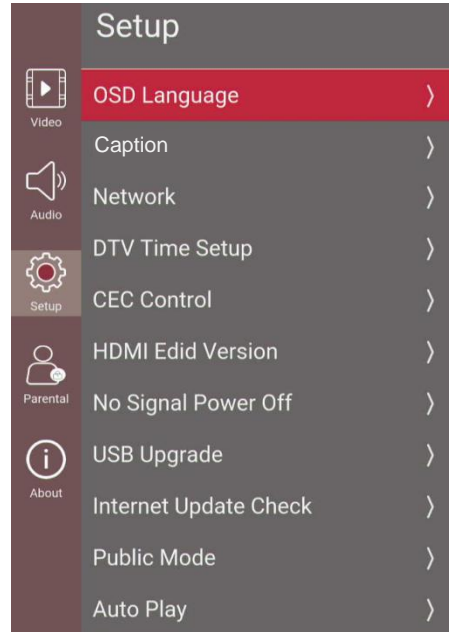 Setup
Video
Audio
Setup
Parental
About
OSD Language
Caption
Network
DTV Time Setup
CEC Control
HDMI Edid Version
No Signal Power Off
USB Upgrade
Internet Update Check
Public Mode
Auto Play